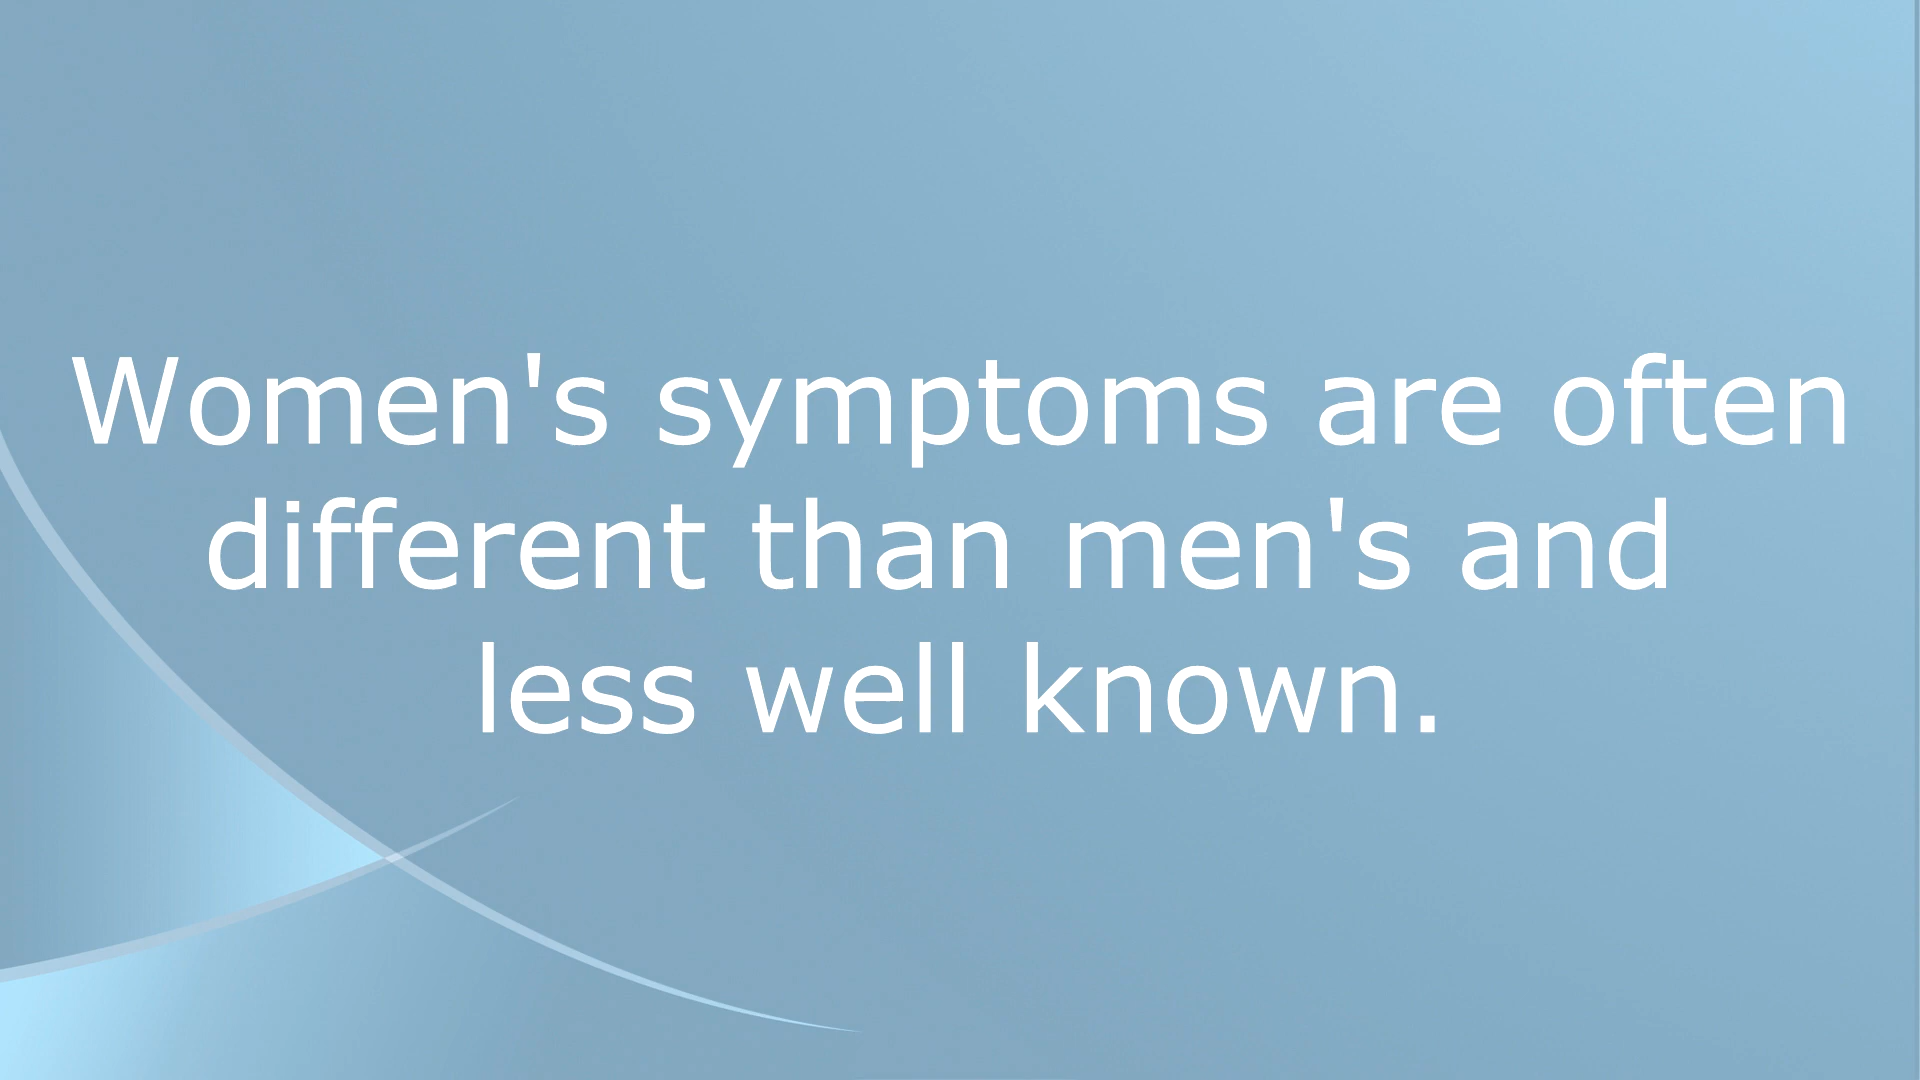 Women's symptoms are often
different than men's and
less well known.